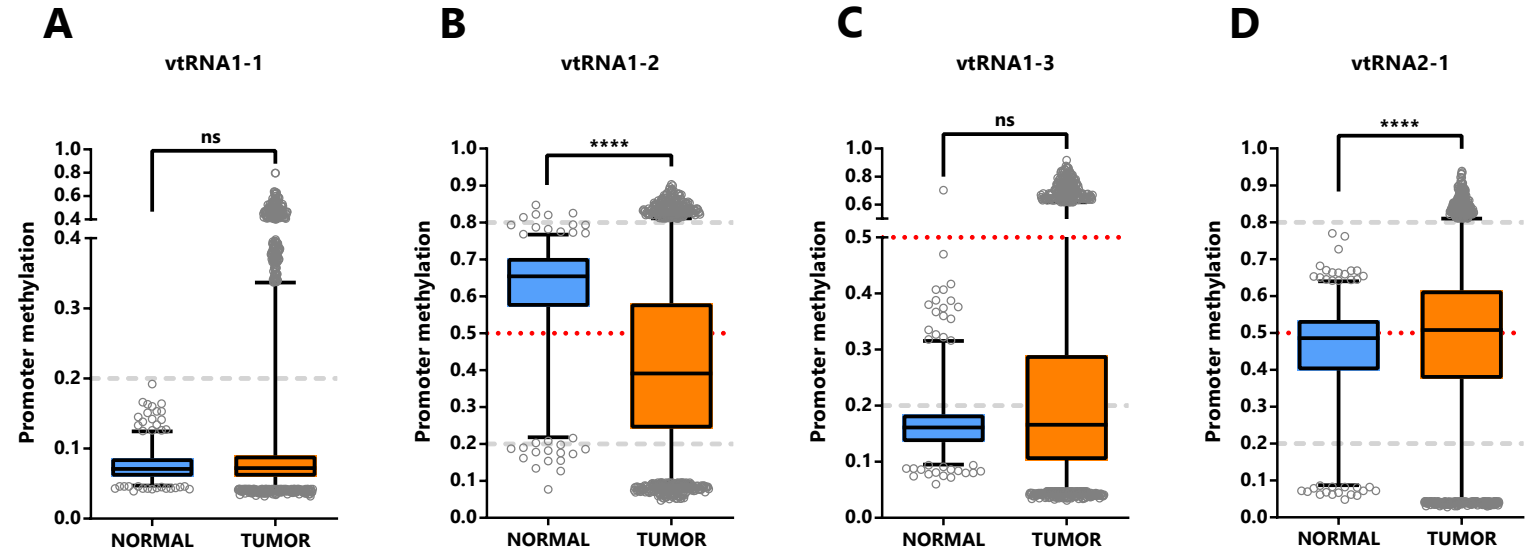 A
vtRNA1-1
ns
Promoter methylation
1.0
0.8
0.6
0.4
0.4
0.3
0.2
0.1
0.0
NORMAL TUMOR
B
vtRNA1-2
****
Promoter methylation
1.0
0.9
0.8
0.7
0.6
0.5
0.4
0.3
0.2
0.1
0.0
NORMAL TUMOR
C
vtRNA1-3
ns
Promoter methylation
1.0
0.8
0.6
0.5
0.4
0.3
0.2
0.1
0.0
NORMAL TUMOR
D
vtRNA2-1
****
Promoter methylation
1.0
0.9
0.8
0.7
0.6
0.5
0.4
0.3
0.2
0.1
0.0
NORMAL TUMOR